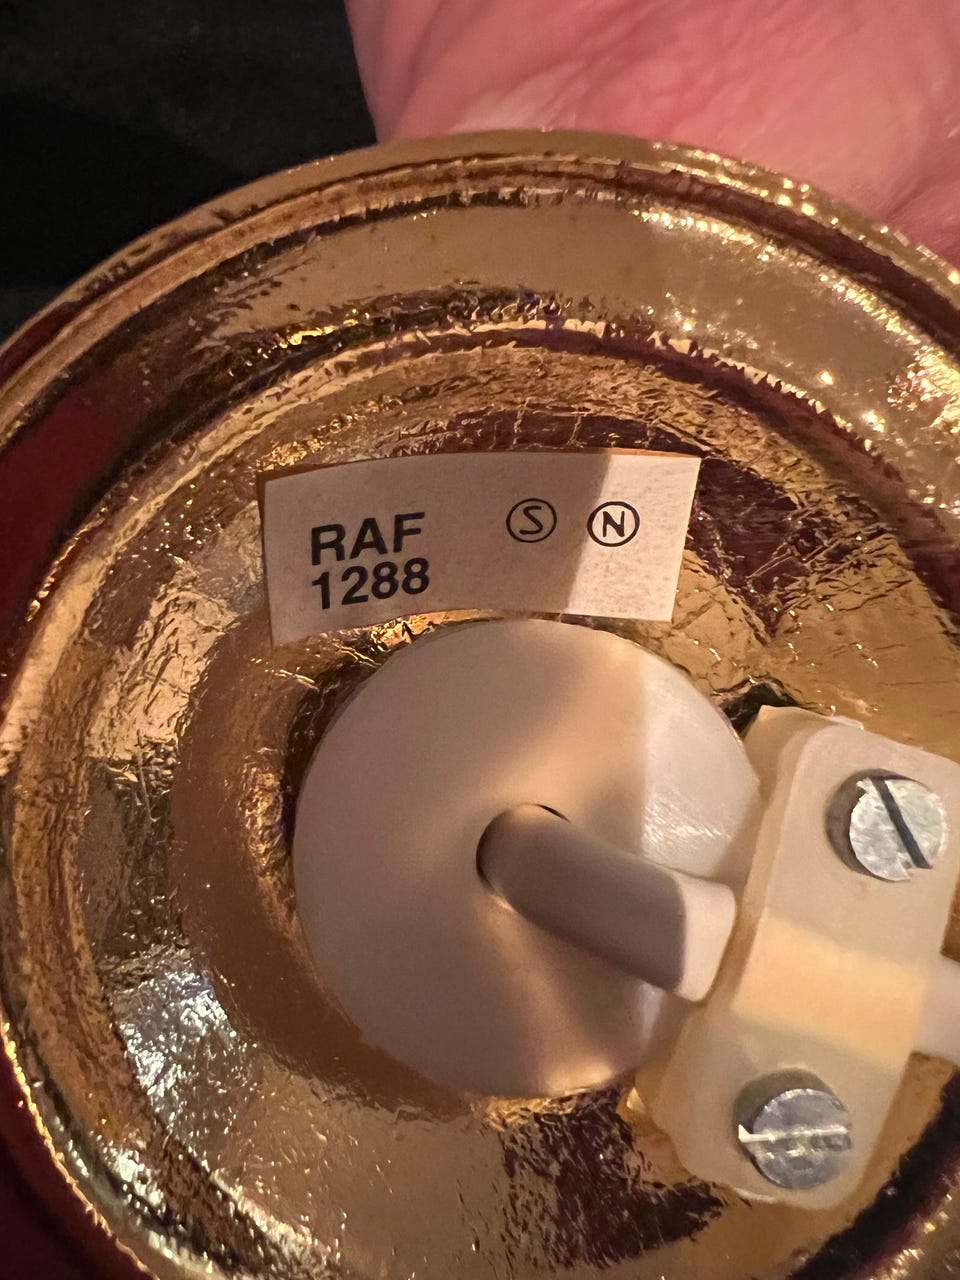 RAF Ⓢ Ⓝ
1288